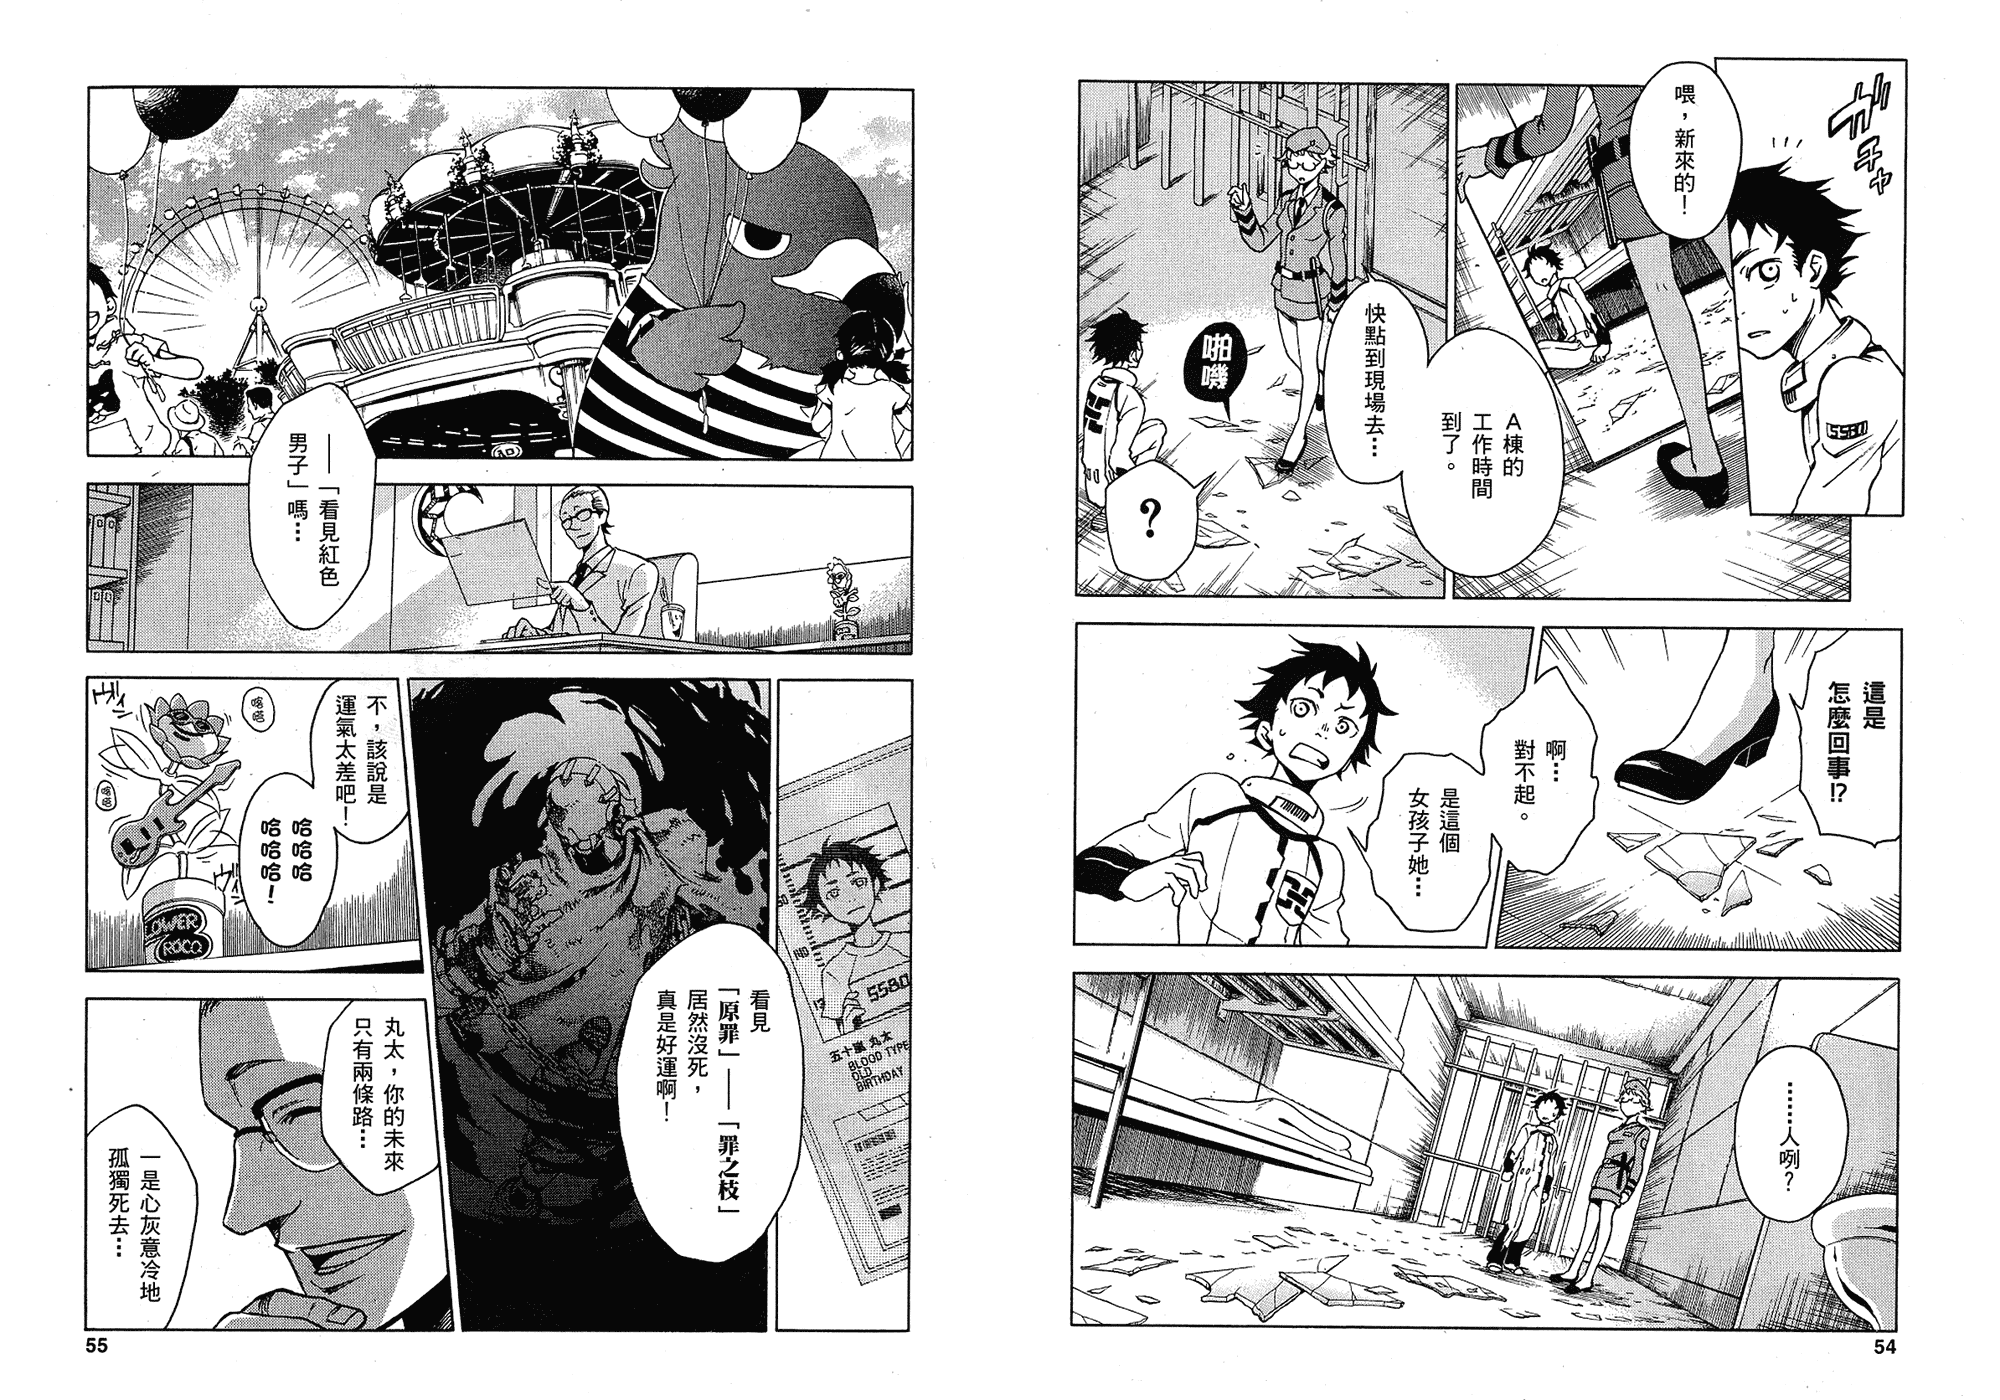 ガチャ
喂，新來的！
5580
A棟的
工作時間
到了。
快點到現場去…
啪嘰
？
這是
怎麼回事!?
啊…
對不起。
是這個
女孩子她…
……人咧？
54
——「看見紅色
男子」嗎…
5580
五十嵐 丸太
BLOOD TYPE
OLD
BIRTHDAY
看見
「原罪」——「罪之枝」
居然沒死，
真是好運啊！
不，該說是
運氣太差吧！
哈哈哈
哈哈哈！
LOWER
ROCO
丸太，你的未來
只有兩條路…
一是心灰意冷地
孤獨死去…
55